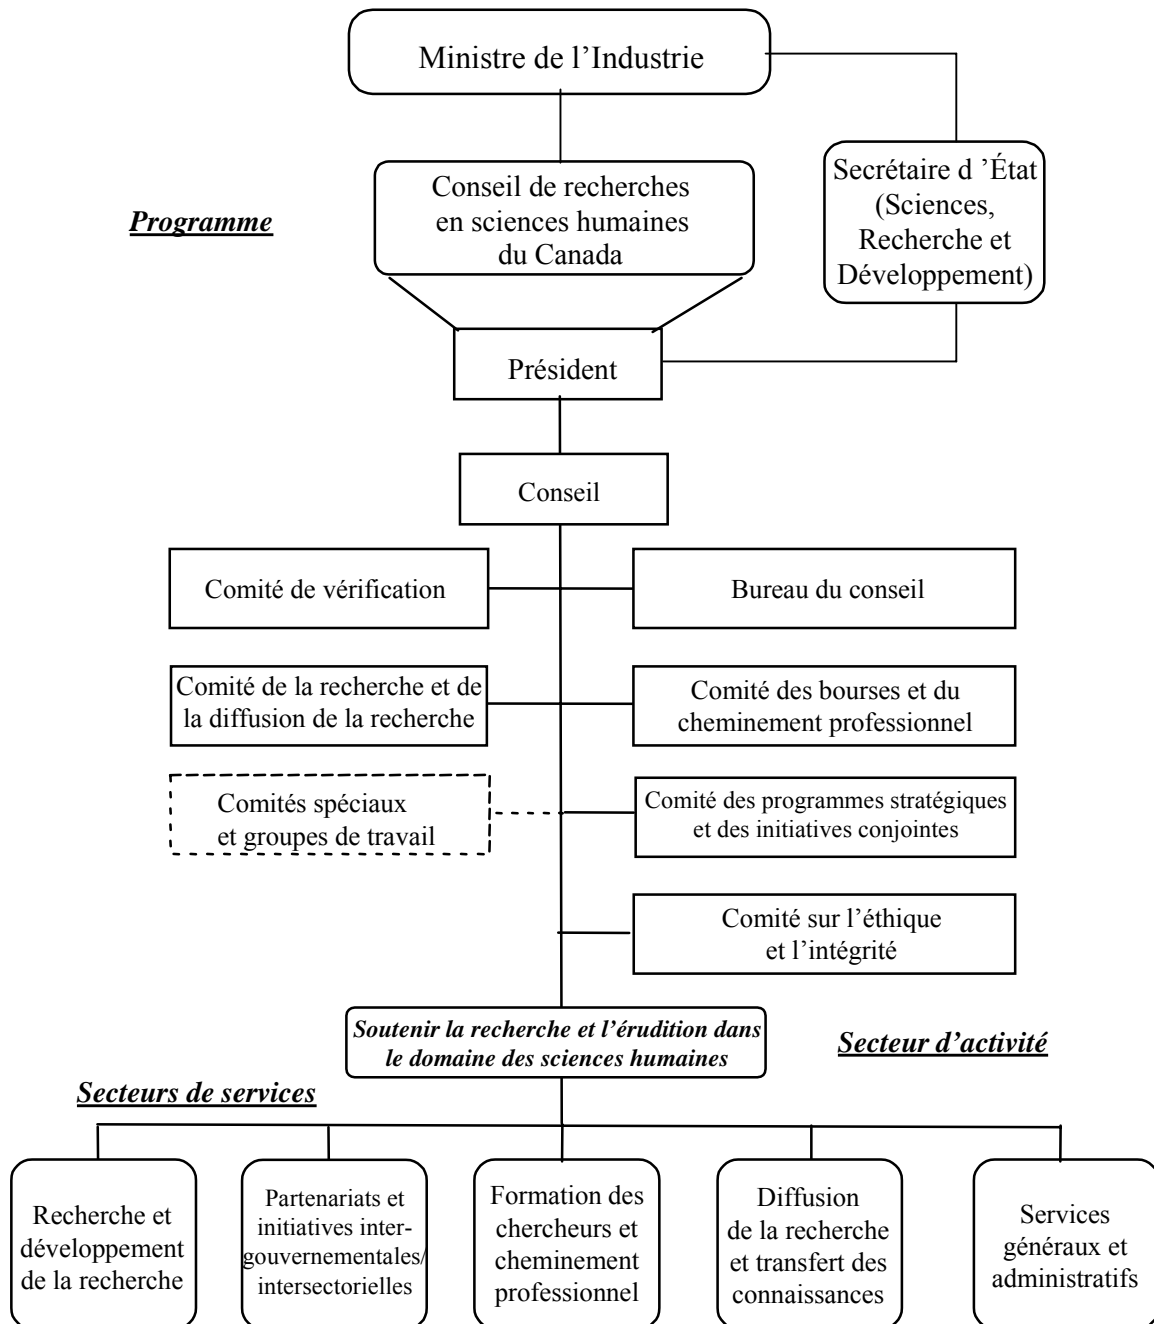 Ministre de l’Industrie
Conseil de recherches
en sciences humaines
du Canada
Secrétaire d ’État
(Sciences,
Recherche et
Développement)
Programme
Président
Conseil
Comité de vérification
Bureau du conseil
Comité de la recherche et de
la diffusion de la recherche
Comité des bourses et du
cheminement professionnel
Comités spéciaux
et groupes de travail
Comité des programmes stratégiques
et des initiatives conjointes
Comité sur l’éthique
et l’intégrité
Soutenir la recherche et l’érudition dans
le domaine des sciences humaines
Secteur d’activité
Secteurs de services
Recherche et
développement
de la recherche
Partenariats et
initiatives inter-
gouvernementales/
intersectorielles
Formation des
chercheurs et
cheminement
professionnel
Diffusion
de la recherche
et transfert des
connaissances
Services
généraux et
administratifs